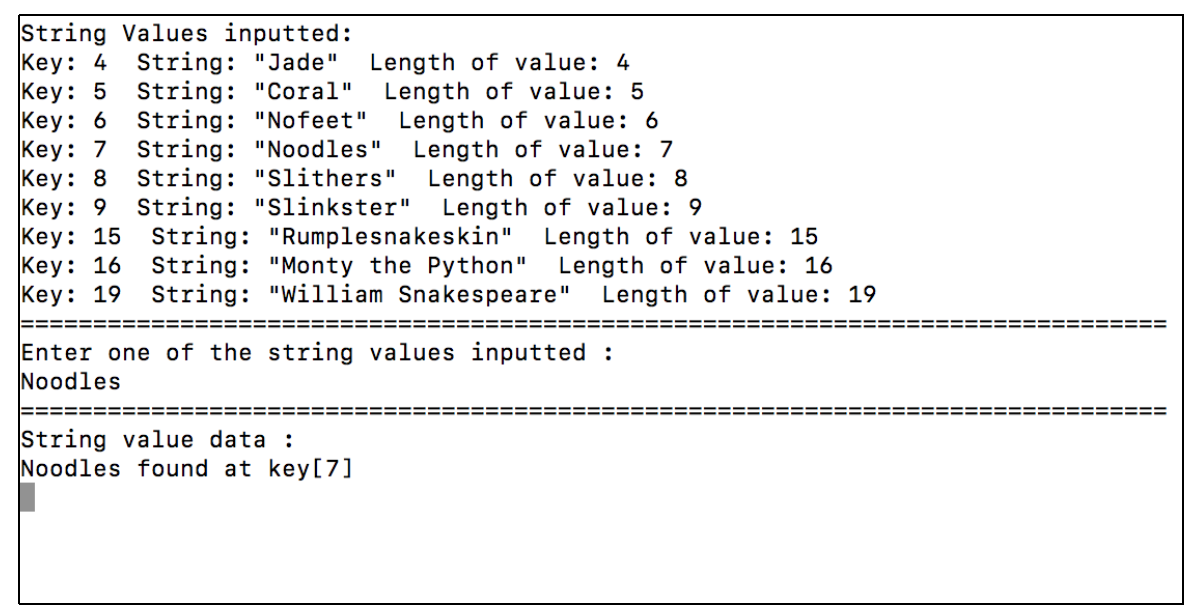 String Values inputted:
Key: 4  String: "Jade"  Length of value: 4
Key: 5  String: "Coral"  Length of value: 5
Key: 6  String: "Nofeet"  Length of value: 6
Key: 7  String: "Noodles"  Length of value: 7
Key: 8  String: "Slithers"  Length of value: 8
Key: 9  String: "Slinkster"  Length of value: 9
Key: 15  String: "Rumplesnakeskin"  Length of value: 15
Key: 16  String: "Monty the Python"  Length of value: 16
Key: 19  String: "William Snakespeare"  Length of value: 19
===============================================================================
Enter one of the string values inputted :
Noodles
===============================================================================
String value data :
Noodles found at key[7]